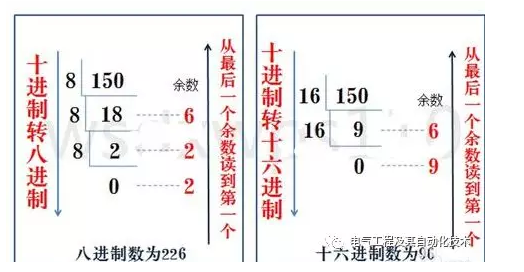 十进制转八进制
8 150 余数
8 18 6
8 2 2
0 2
从最后一个余数读到第一个
八进制数为226
十进制转十六进制
16 150 余数
16 9 6
0 9
从最后一个余数读到第一个
十六进制数为96
电气工程及其自动化技术